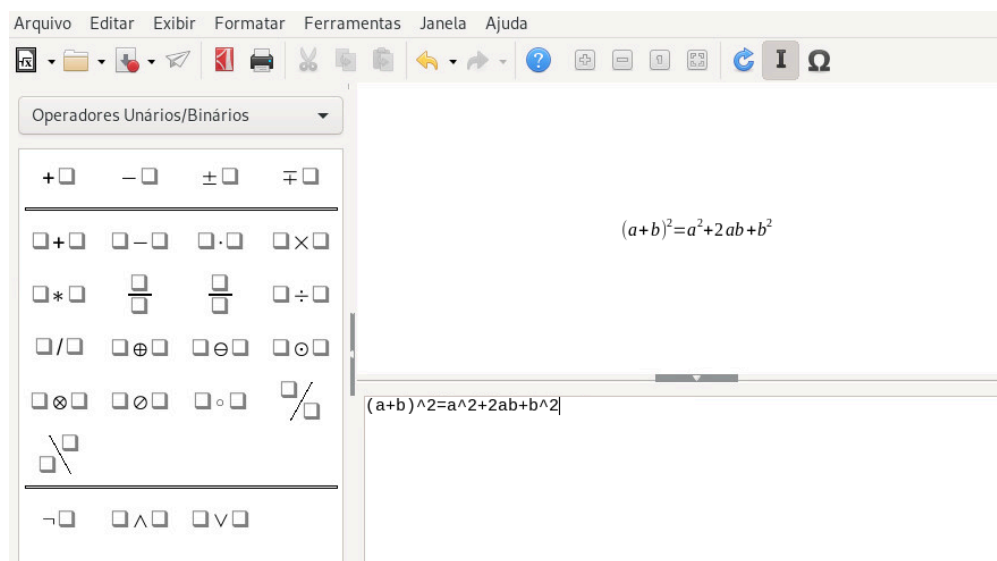 Arquivo Editar Exibir Formatar Ferramentas Janela Ajuda
Operadores Unários/Binários
+□ −□ ±□ ∓□
□+□ □−□ □·□ □×□
□∗□ □/□ □/□ □÷□
□/□ □⊕□ □⊖□ □⊙□
□⊗□ □⊘□ □∘□ □/□
□\□
¬□ □∧□ □∨□
(a+b)²=a²+2ab+b²
(a+b)^2=a^2+2ab+b^2